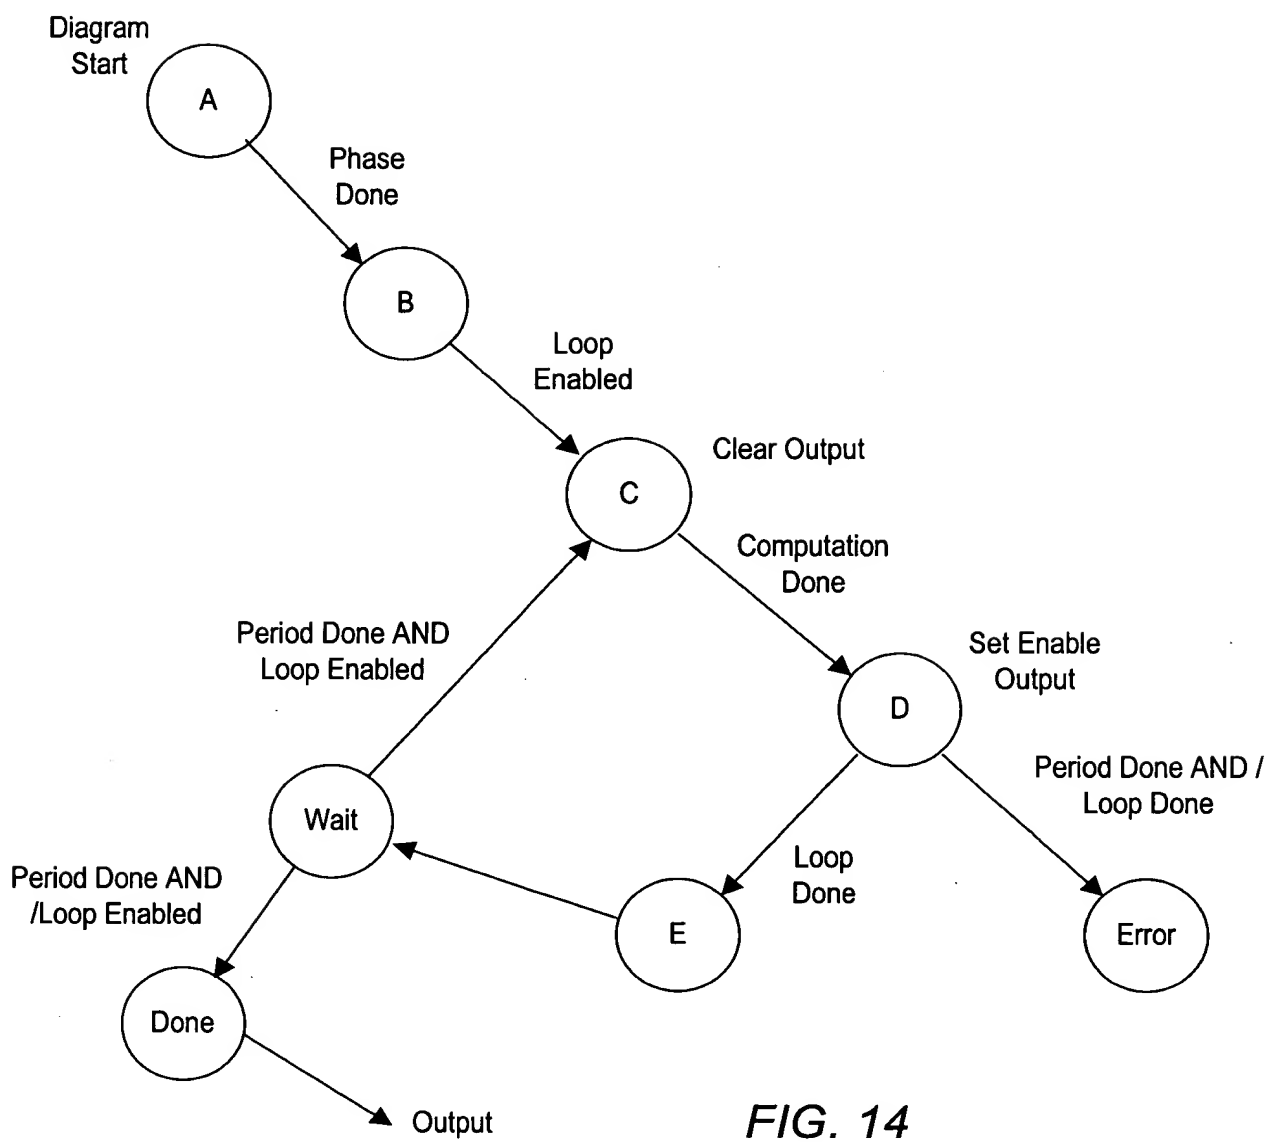 Diagram
Start
A
Phase
Done
B
Loop
Enabled
C
Clear Output
Computation
Done
Period Done AND
Loop Enabled
Set Enable
Output
D
Period Done AND /
Loop Done
Wait
Loop
Done
Period Done AND
/Loop Enabled
E
Error
Done
Output
FIG. 14